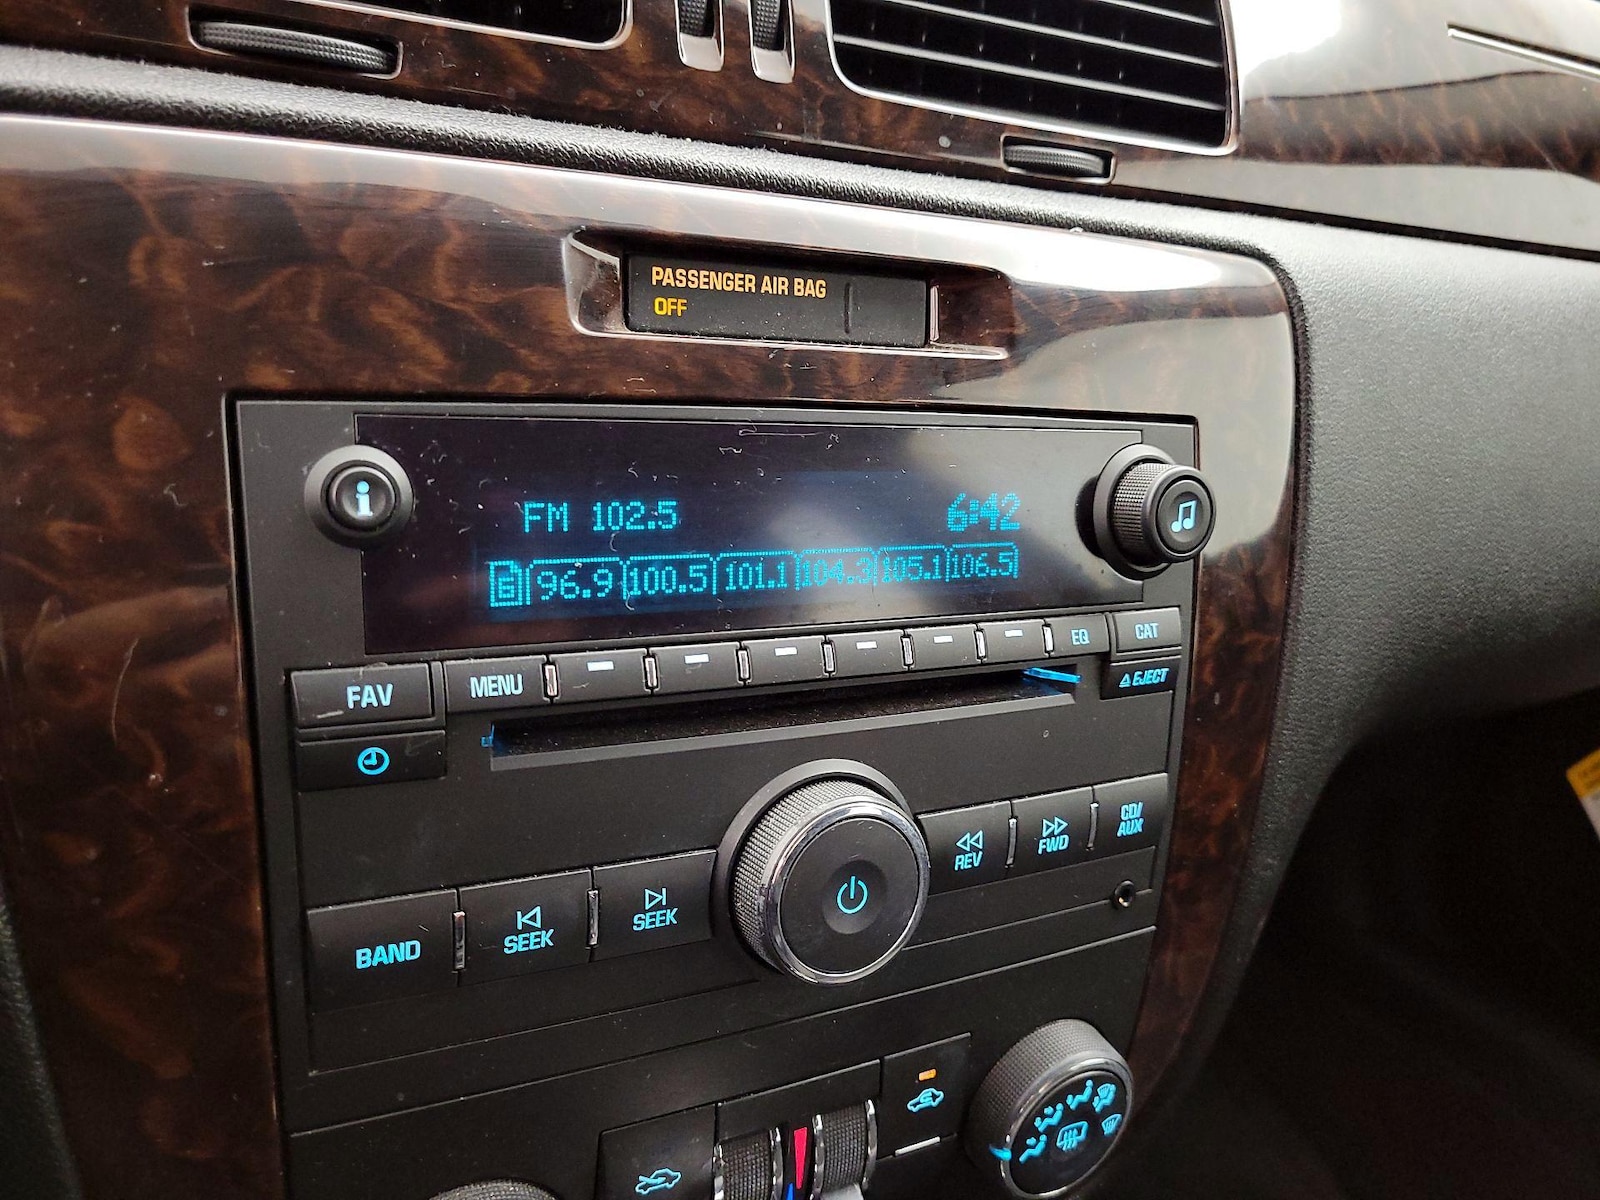 PASSENGER AIR BAG
OFF
FM 102.5 6:42
6 96.9 100.5 101.1 104.3 105.1 106.5
FAV MENU EQ CAT
EJECT
BAND SEEK SEEK REV FWD CD/
AUX